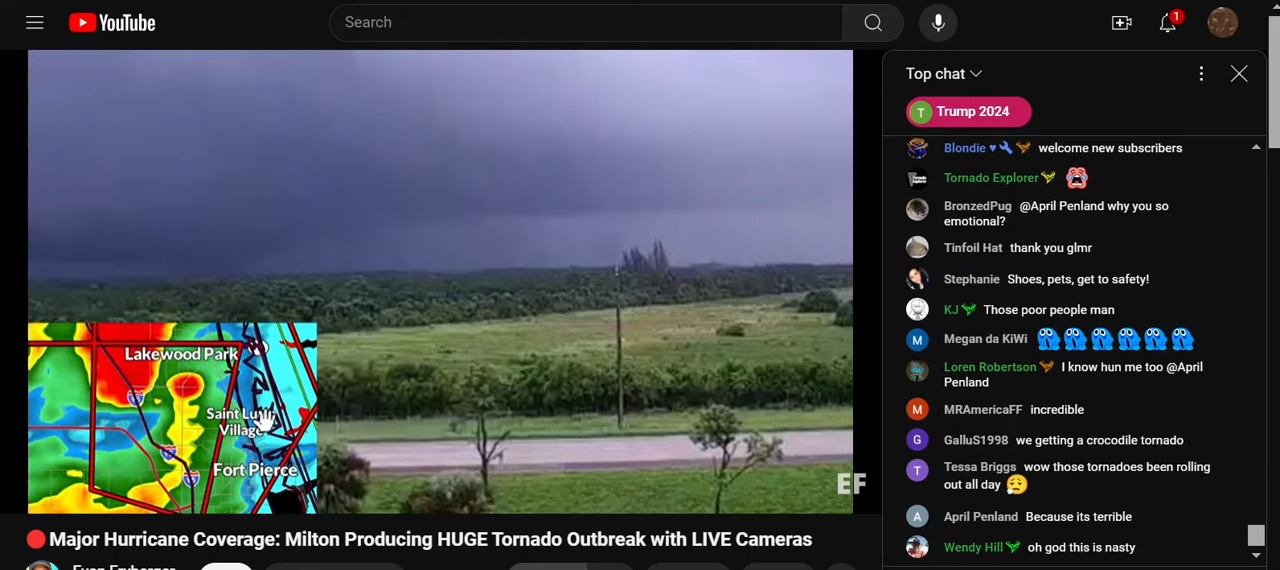 YouTube
Search
1
Top chat
T Trump 2024
Blondie welcome new subscribers
Tornado Explorer
BronzedPug @April Penland why you so
emotional?
Tinfoil Hat thank you glmr
Stephanie Shoes, pets, get to safety!
KJ Those poor people man
M Megan da KiWi
Loren Robertson I know hun me too @April
Penland
M MRAmericaFF incredible
G GalluS1998 we getting a crocodile tornado
T Tessa Briggs wow those tornadoes been rolling
out all day
A April Penland Because its terrible
Wendy Hill oh god this is nasty
Lakewood Park
Saint Lucie
Village
Fort Pierce
EF
Major Hurricane Coverage: Milton Producing HUGE Tornado Outbreak with LIVE Cameras